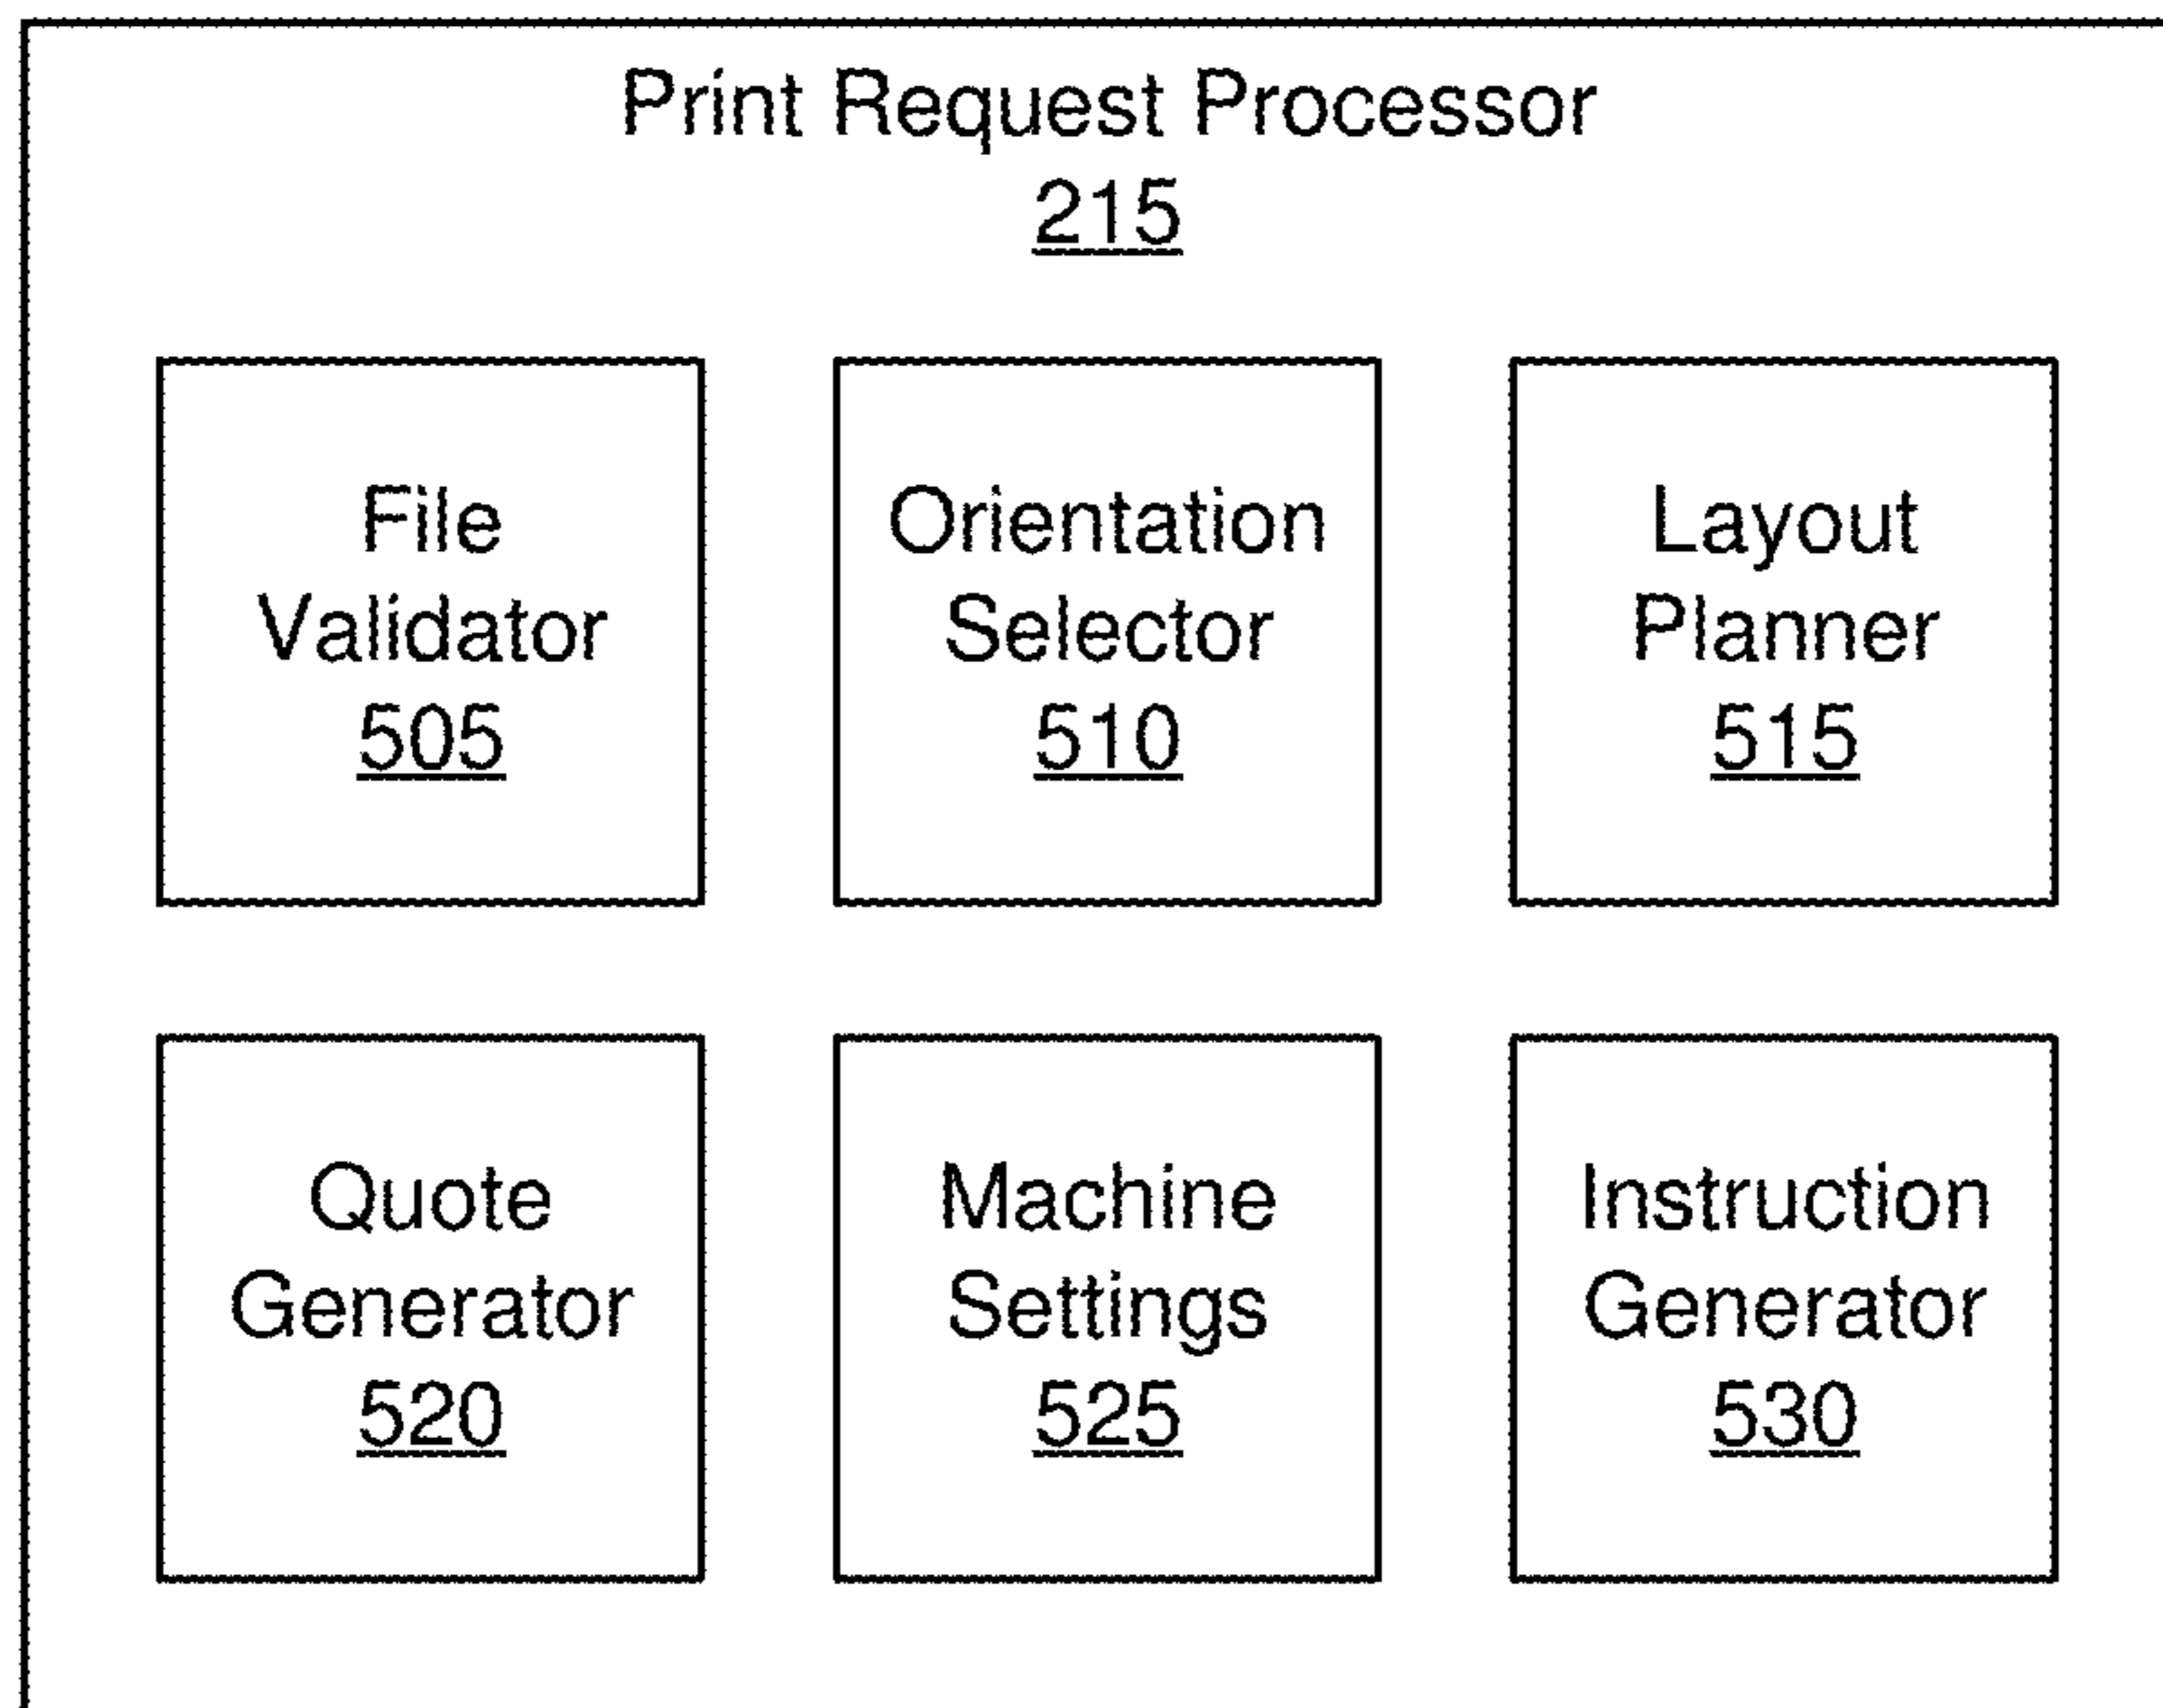 Print Request Processor
215
File
Validator
505
Orientation
Selector
510
Layout
Planner
515
Quote
Generator
520
Machine
Settings
525
Instruction
Generator
530